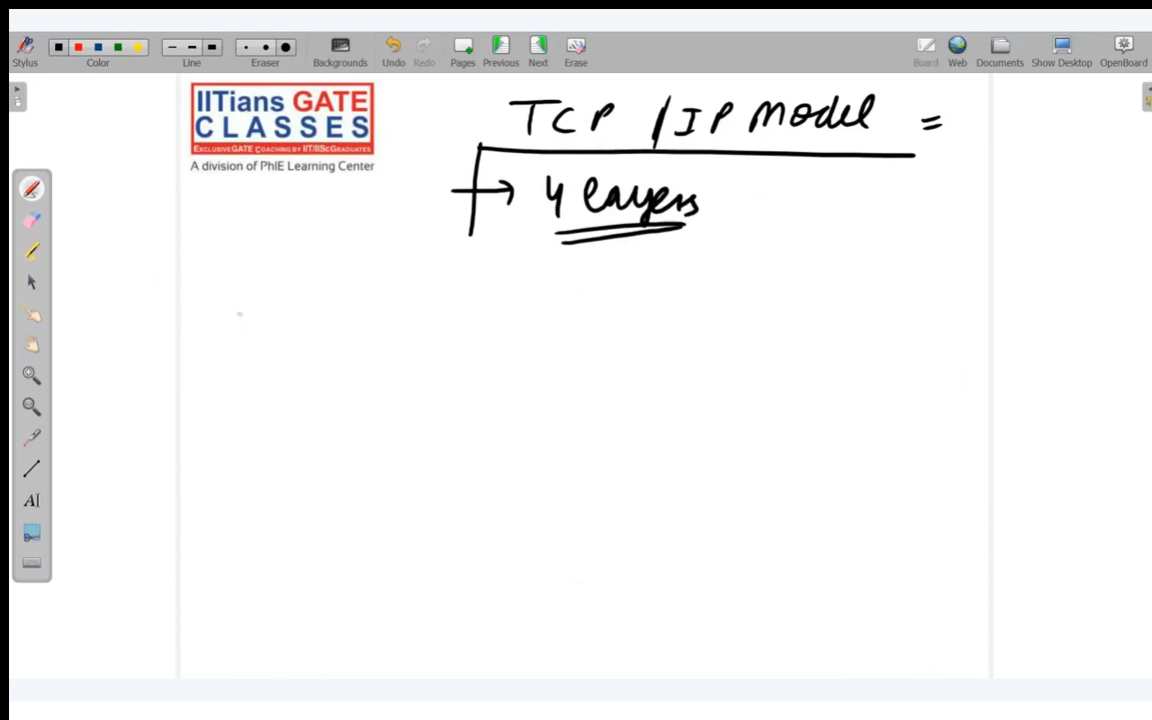 Stylus
Color
Line
Eraser
Backgrounds
Undo
Redo
Pages
Previous
Next
Erase
Board
Web
Documents
Show Desktop
OpenBoard
IITians GATE
CLASSES
EXCLUSIVE GATE COACHING BY IIT/IISC GRADUATES
A division of PhIE Learning Center
TCP / IP Model =
→ 4 layers
AI